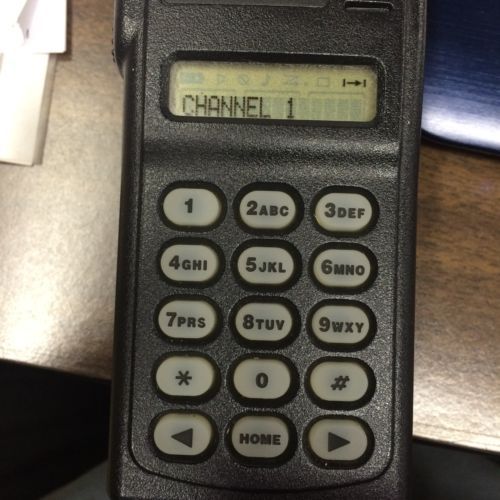 CHANNEL 1
1 2ABC 3DEF
4GHI 5JKL 6MNO
7PRS 8TUV 9WXY
* 0 #
◀ HOME ▶